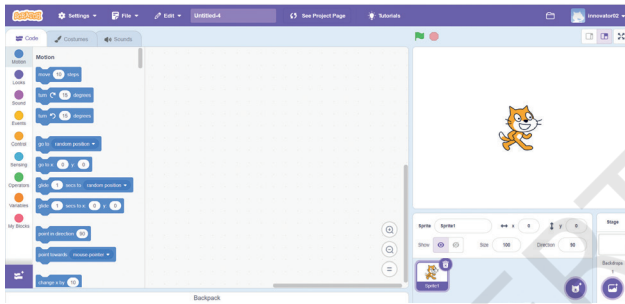 SCRATCH Settings File Edit Untitled-4 See Project Page Tutorials innovator02
Code Costumes Sounds
Motion
Looks
Sound
Events
Control
Sensing
Operators
Variables
My Blocks
Motion
move 10 steps
turn 15 degrees
turn 15 degrees
go to random position
go to x: 0 y: 0
glide 1 secs to random position
glide 1 secs to x: 0 y: 0
point in direction 90
point towards mouse-pointer
change x by 10
Backpack
Sprite Sprite1 x 0 y 0
Show Size 100 Direction 90
Sprite1
Stage
Backdrops
1